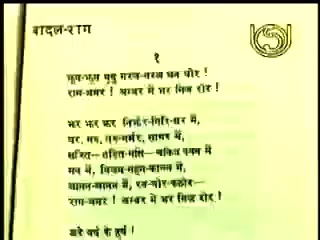 बादल-राग
१
झूम-झूम मृदु गरज-गरज घन घोर !
राग-अमर ! अम्बर में भर निज रोर !
झर झर झर निर्झर-गिरि-सर में,
घर, मरु, तरु-मर्मर, सागर में,
सरित—तड़ित-गति—चकित पवन में
मन में, विजन-गहन-कानन में,
आनन-आनन में, रव-घोर-कठोर—
राग-अमर ! अम्बर में भर निज रोर !
अरे वर्ष के हर्ष !